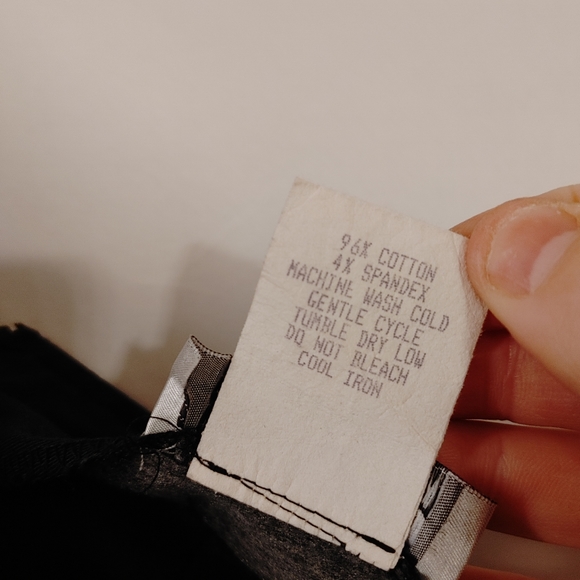 96% COTTON
4% SPANDEX
MACHINE WASH COLD
GENTLE CYCLE
TUMBLE DRY LOW
DO NOT BLEACH
COOL IRON